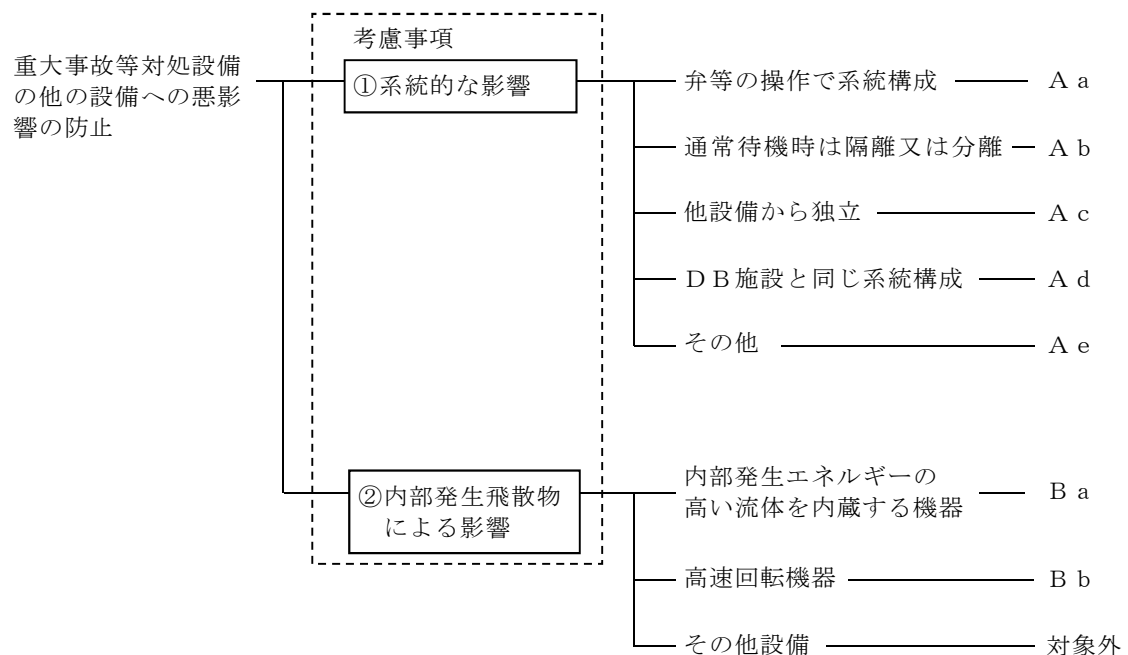 考慮事項
重大事故等対処設備
の他の設備への悪影
響の防止
①系統的な影響
弁等の操作で系統構成 Ａａ
通常待機時は隔離又は分離 Ａｂ
他設備から独立 Ａｃ
ＤＢ施設と同じ系統構成 Ａｄ
その他 Ａｅ
②内部発生飛散物
による影響
内部発生エネルギーの
高い流体を内蔵する機器 Ｂａ
高速回転機器 Ｂｂ
その他設備 対象外